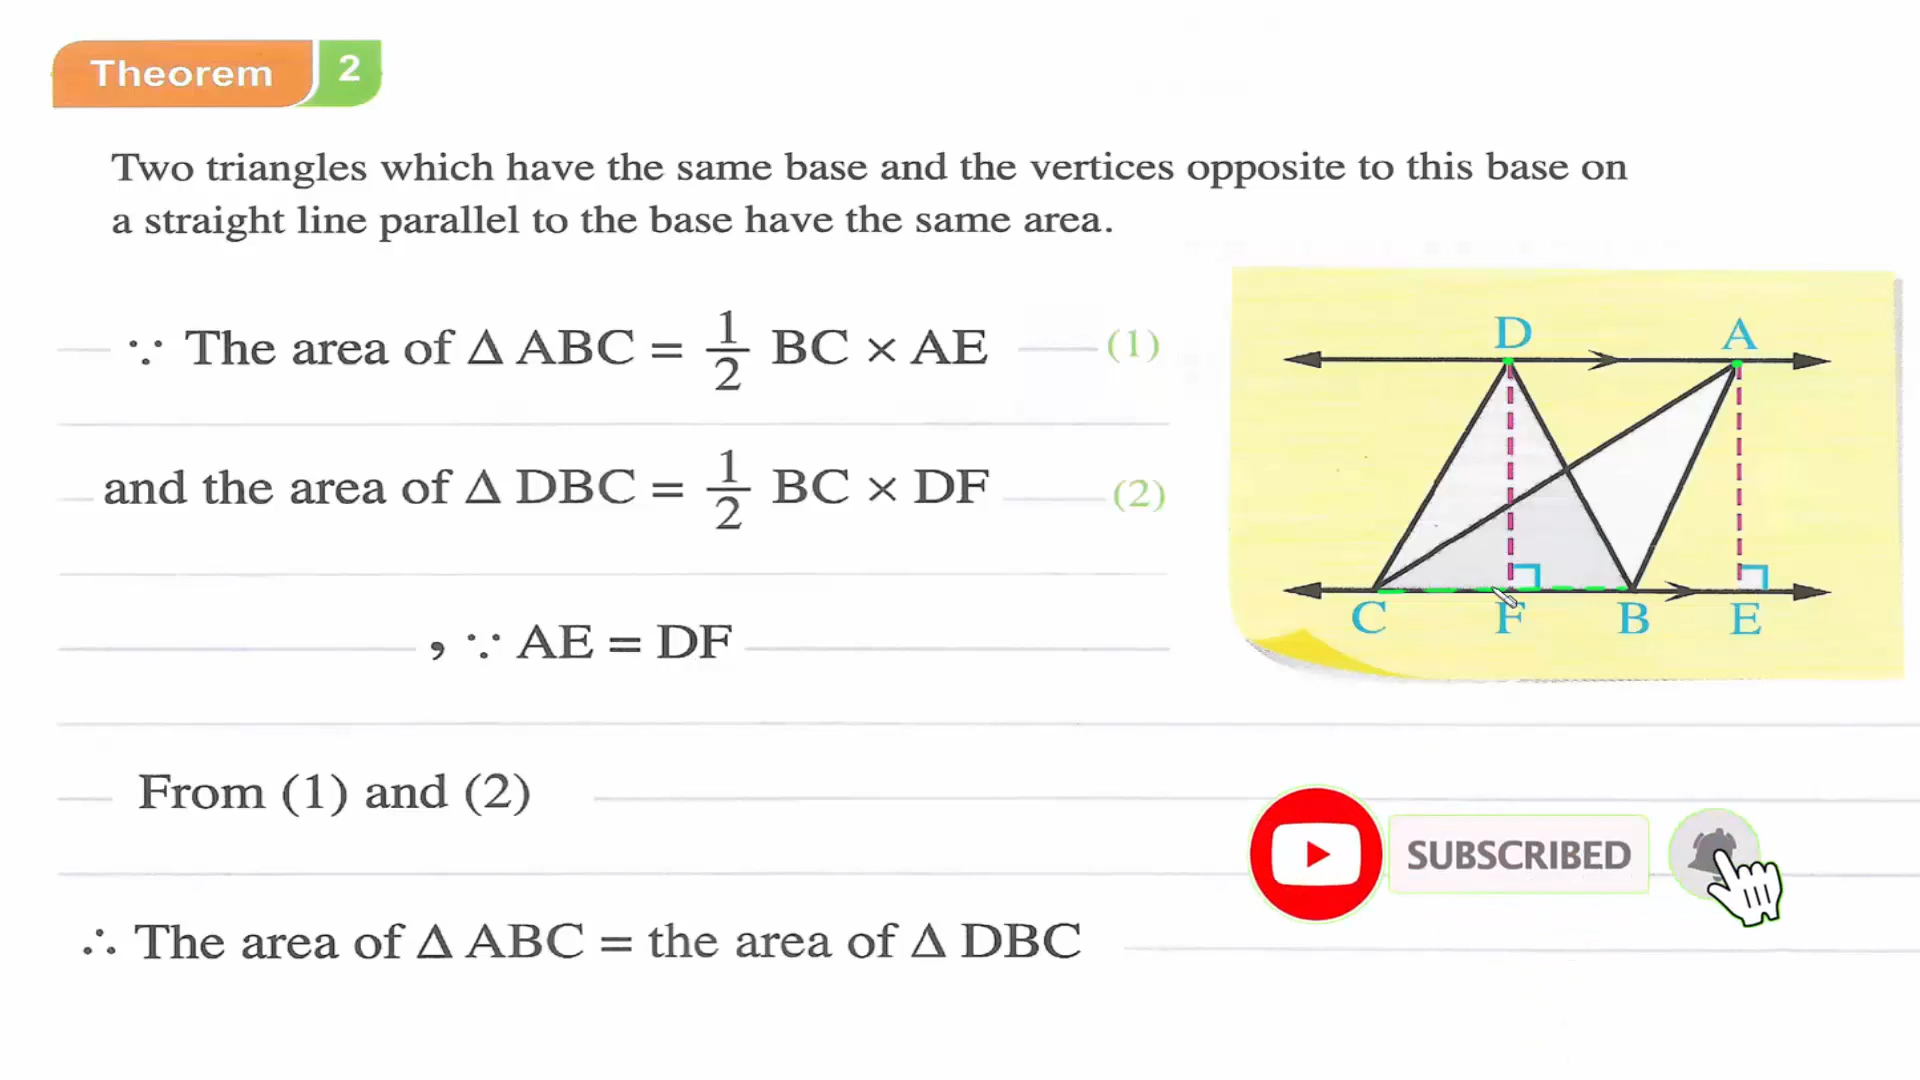 Theorem 2
Two triangles which have the same base and the vertices opposite to this base on
a straight line parallel to the base have the same area.
∵ The area of Δ ABC = 1/2 BC × AE (1)
and the area of Δ DBC = 1/2 BC × DF (2)
, ∵ AE = DF
From (1) and (2)
∴ The area of Δ ABC = the area of Δ DBC
D A
C F B E
SUBSCRIBED